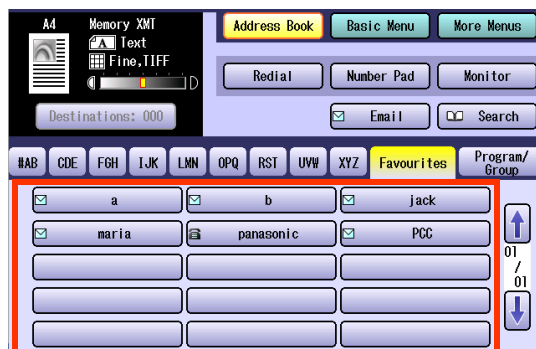 A4 Memory XMT
A Text
Fine,TIFF
D
Destinations: 000
Address Book Basic Menu More Menus
Redial Number Pad Monitor
Email Search
#AB CDE FGH IJK LMN OPQ RST UVW XYZ Favourites Program/
Group
a b jack
maria panasonic PCC
01
/
01